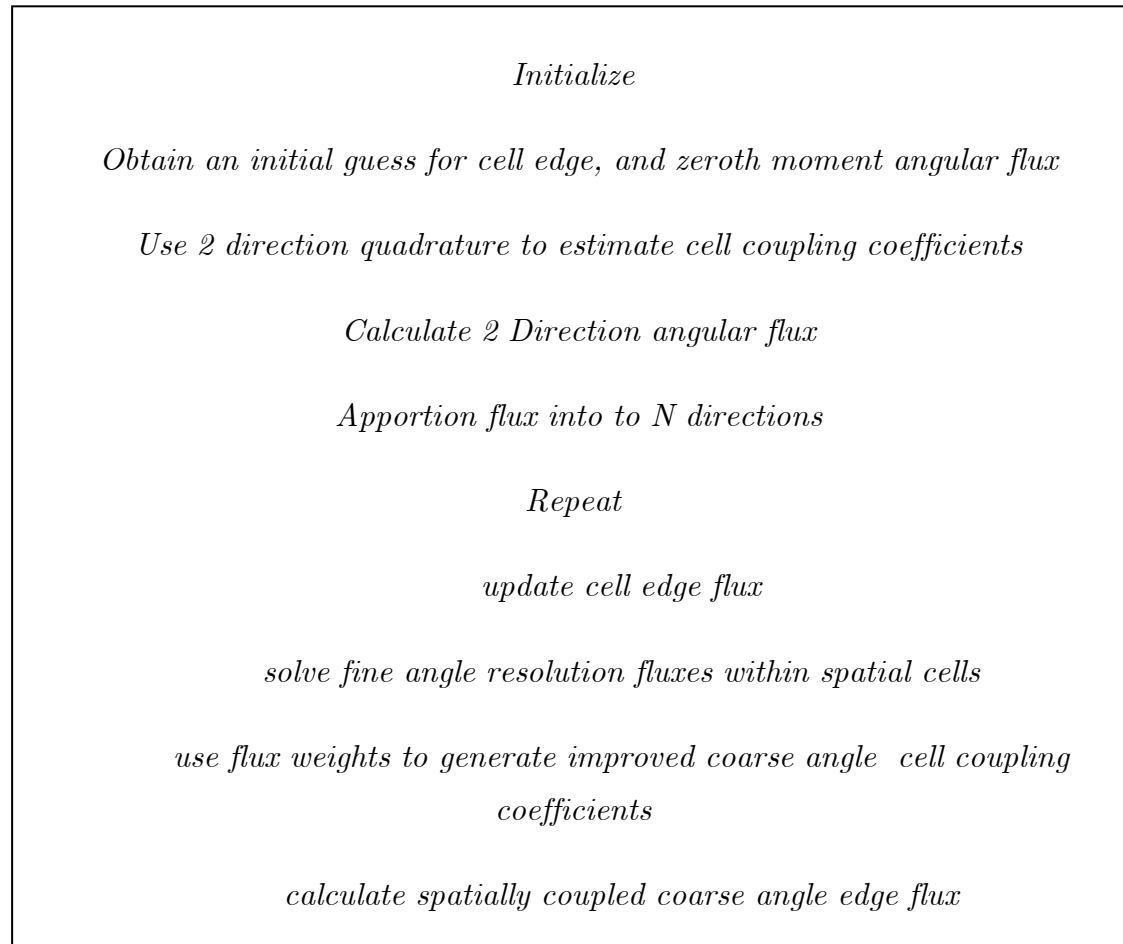 Initialize
Obtain an initial guess for cell edge, and zeroth moment angular flux
Use 2 direction quadrature to estimate cell coupling coefficients
Calculate 2 Direction angular flux
Apportion flux into to N directions
Repeat
update cell edge flux
solve fine angle resolution fluxes within spatial cells
use flux weights to generate improved coarse angle  cell coupling
coefficients
calculate spatially coupled coarse angle edge flux